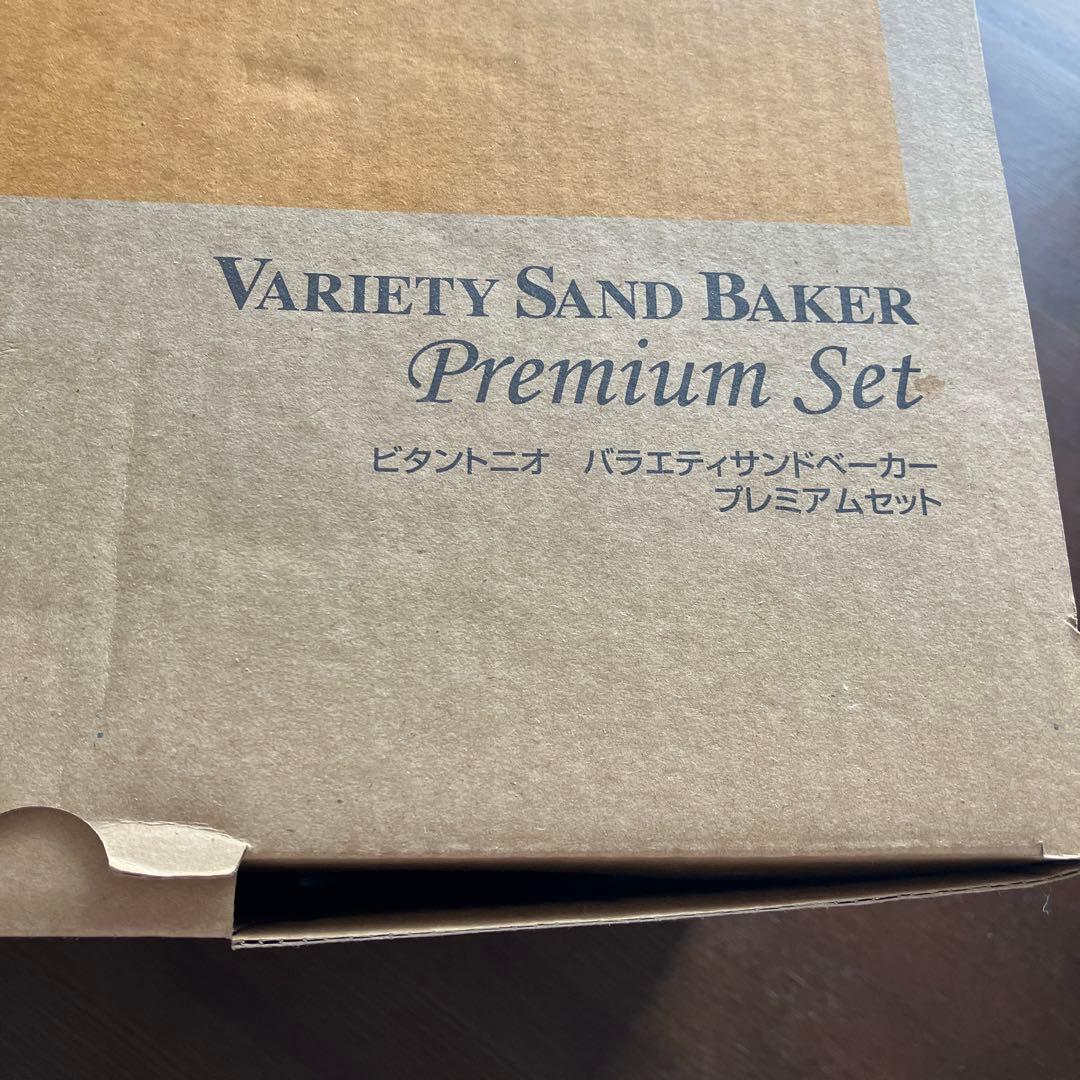 VARIETY SAND BAKER
Premium Set
ビタントニオ バラエティサンドベーカー
プレミアムセット